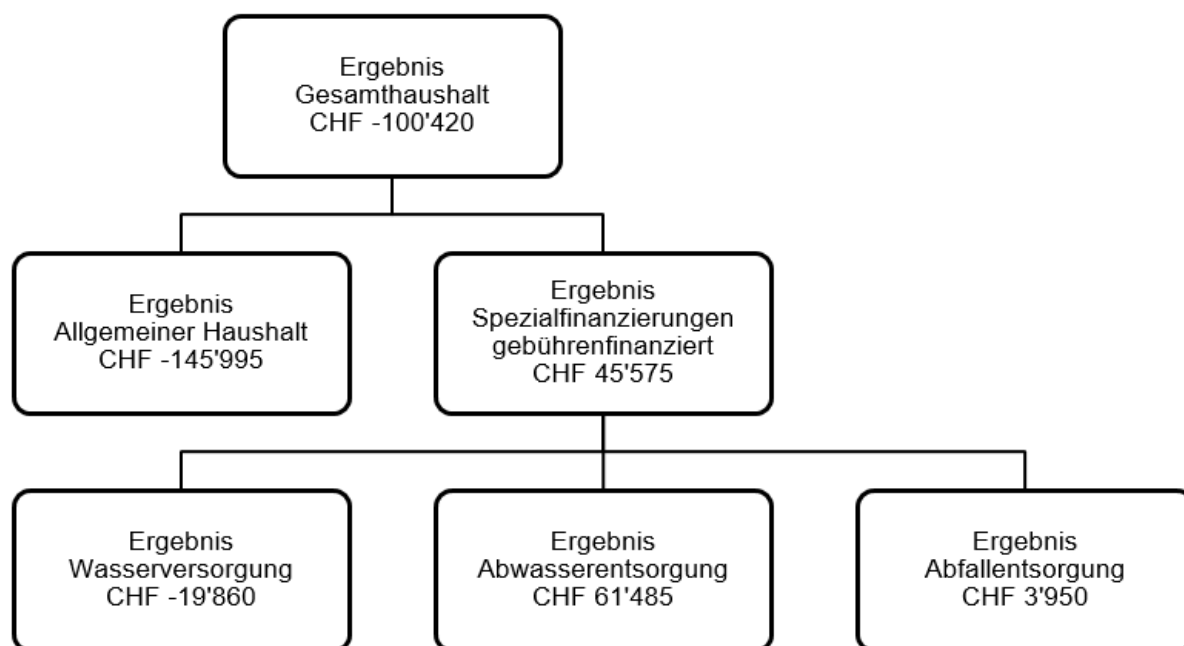 Ergebnis
Gesamthaushalt
CHF -100'420
Ergebnis
Allgemeiner Haushalt
CHF -145'995
Ergebnis
Spezialfinanzierungen
gebührenfinanziert
CHF 45'575
Ergebnis
Wasserversorgung
CHF -19'860
Ergebnis
Abwasserentsorgung
CHF 61'485
Ergebnis
Abfallentsorgung
CHF 3'950